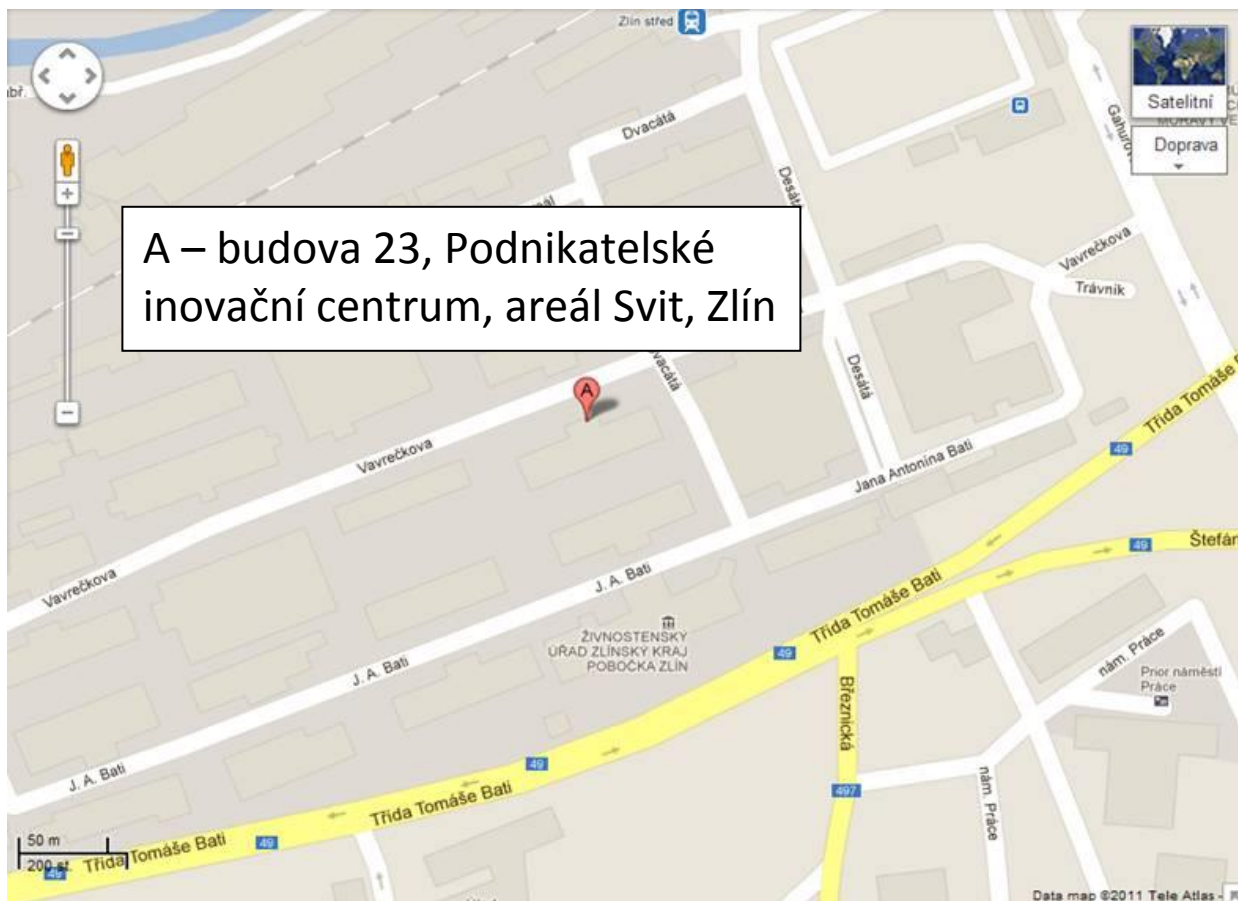 Zlín střed
Satelitní
Doprava
Dvacátá
Desátá
Vavrečkova
Trávník
A – budova 23, Podnikatelské
inovační centrum, areál Svit, Zlín
A
Desátá
Třída Tomáše
49
Vavrečkova
Jana Antonína Bati
49
Vavrečkova
J. A. Bati
ŽIVNOSTENSKÝ
ÚŘAD ZLÍNSKÝ KRAJ
POBOČKA ZLÍN
Třída Tomáše Bati
49
nám. Práce
Prior náměstí
Práce
J. A. Bati
Březnická
49
J. A. Bati
497
nám. Práce
Třída Tomáše Bati
50 m
49
Třída Tomáše Bati
49
Data map ©2011 Tele Atlas -